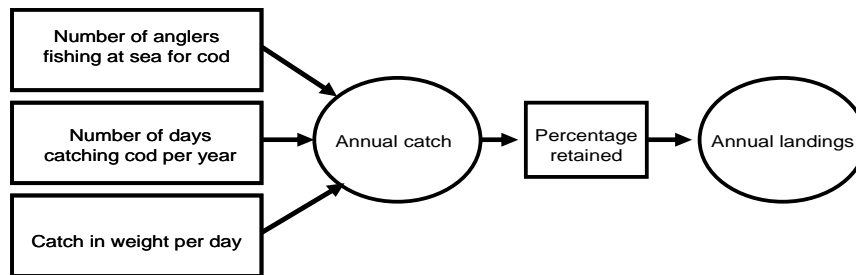 Number of anglers
fishing at sea for cod
Number of days
catching cod per year
Catch in weight per day
Annual catch
Percentage
retained
Annual landings